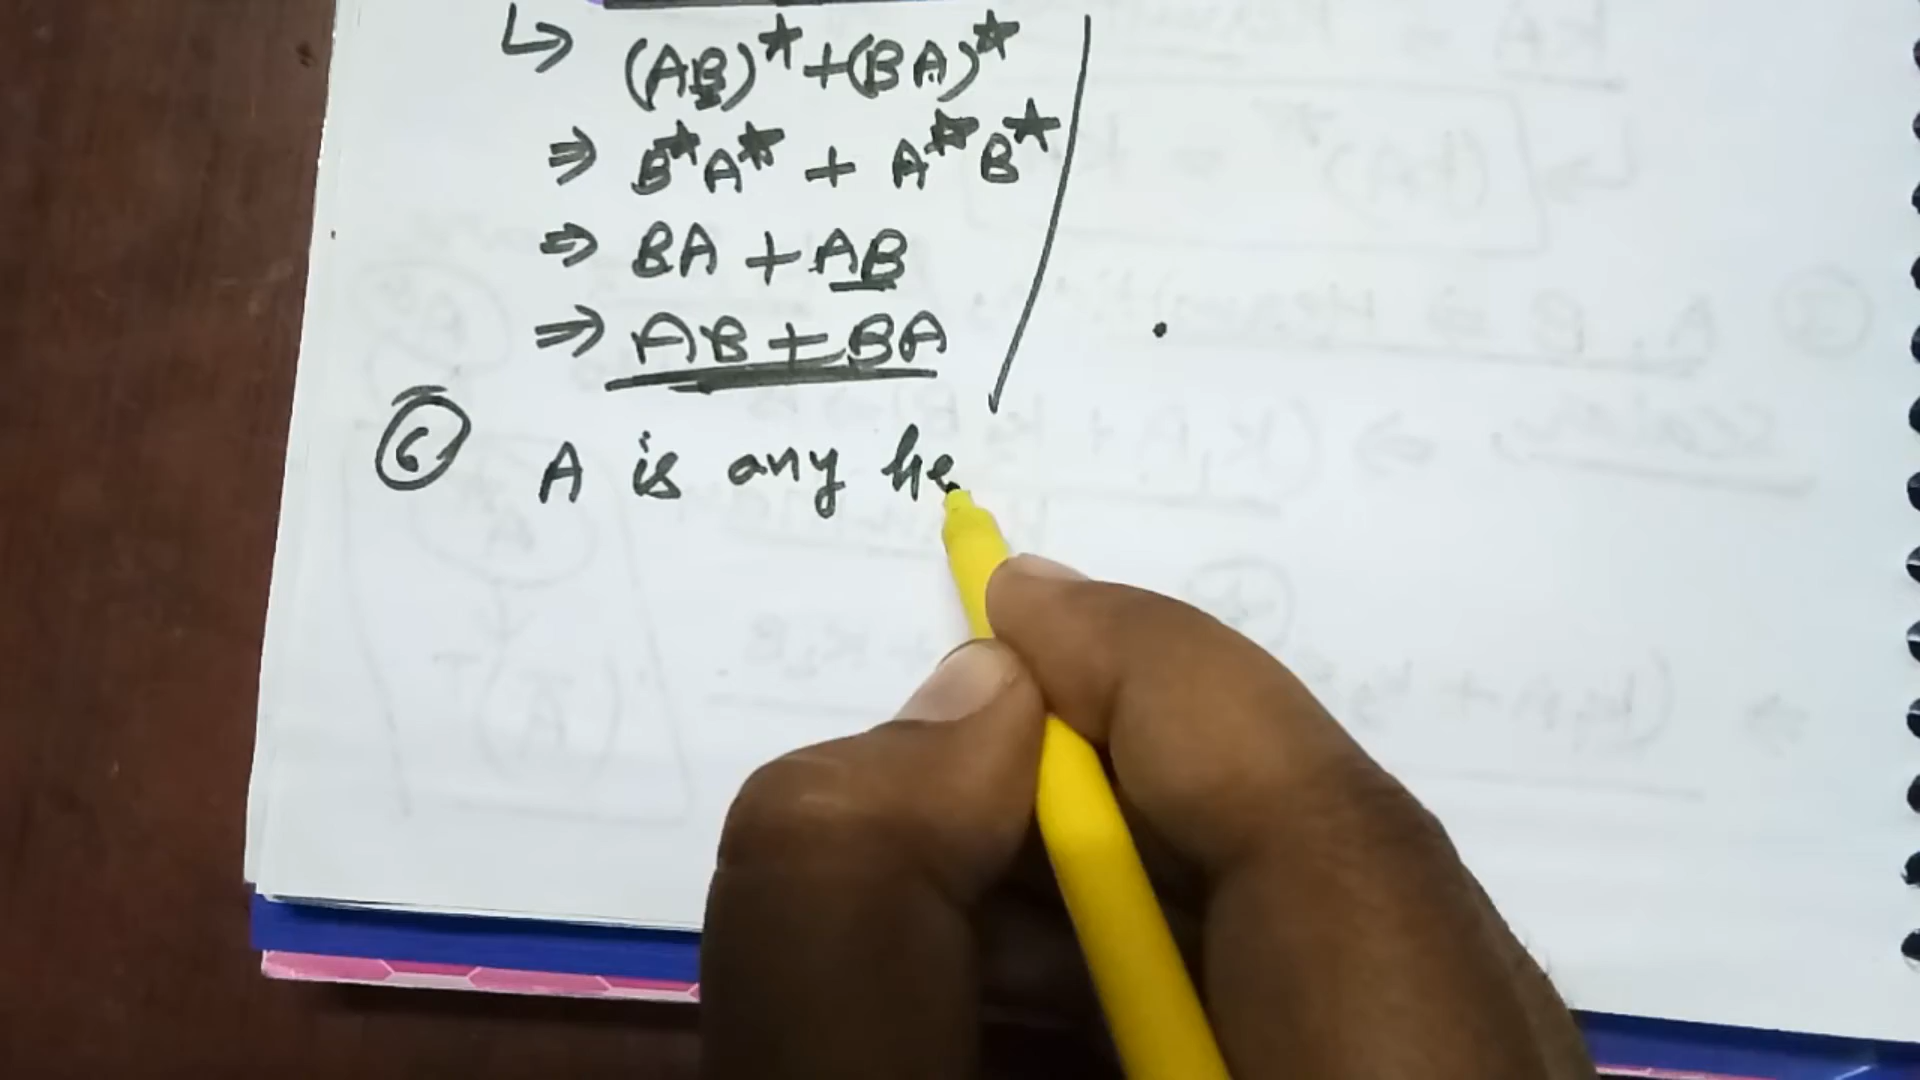 ↳ (AB)* + (BA)*
⇒ B*A* + A*B*
⇒ BA + AB
⇒ AB + BA
⑥ A is any he